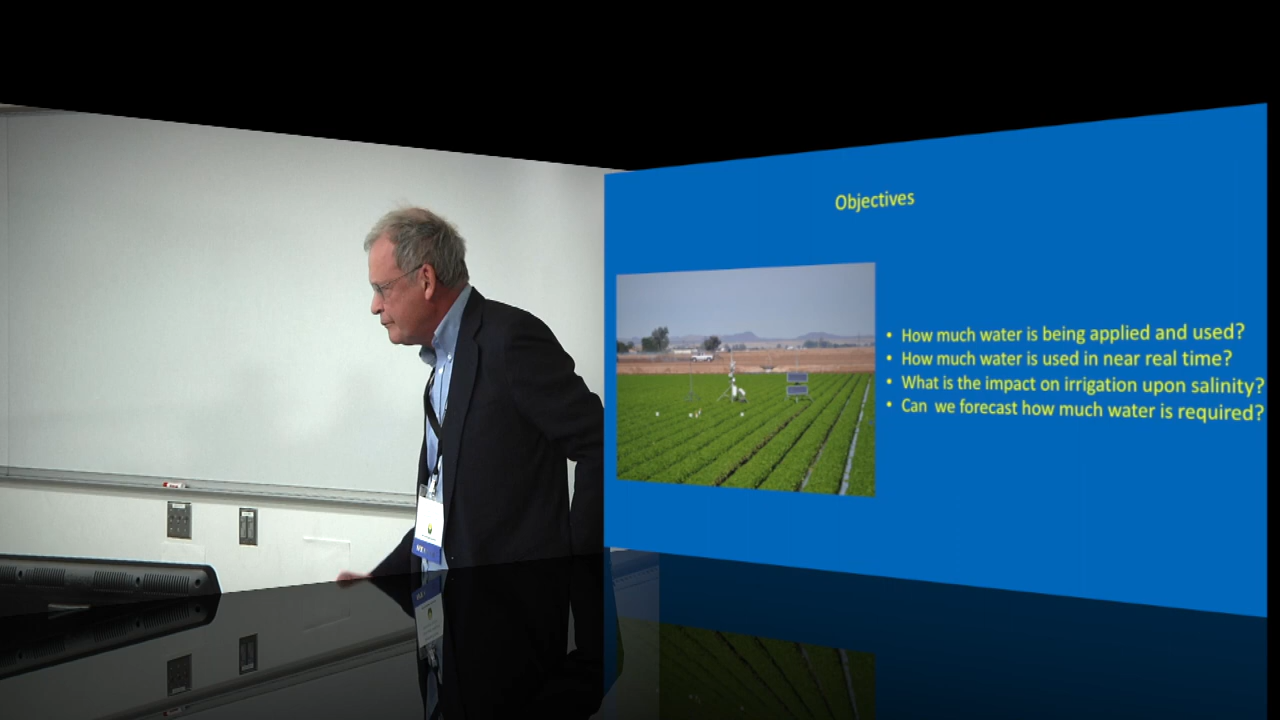 Objectives
• How much water is being applied and used?
• How much water is used in near real time?
• What is the impact on irrigation upon salinity?
• Can  we forecast how much water is required?